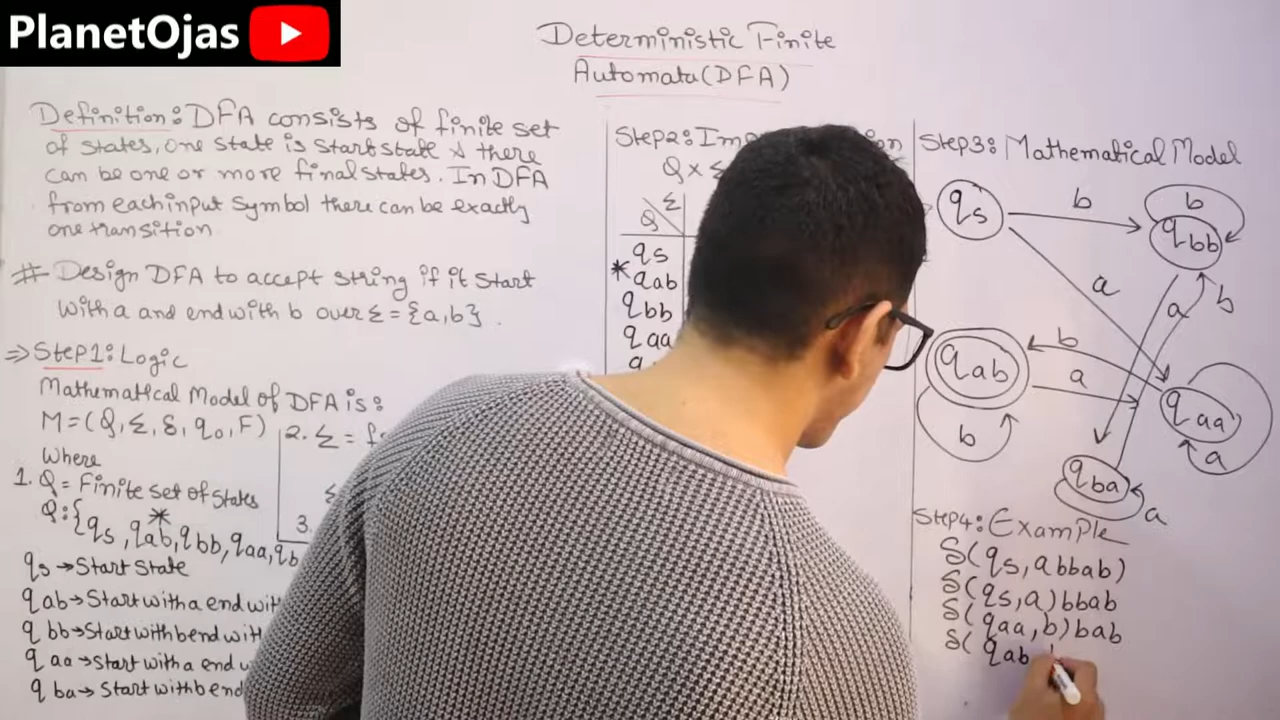 PlanetOjas
Deterministic Finite
Automata (DFA)
Definition: DFA consists of finite set
of states, one state is start state & there
can be one or more final states. In DFA
from each input symbol there can be exactly
one transition
# Design DFA to accept string if it start
with a and end with b over Σ = {a,b}.
⇒ Step1: Logic
Mathematical Model of DFA is:
M = (Q, Σ, δ, q0, F)
Where
1. Q = Finite set of states
Q: {qs, q*ab, qbb, qaa, qb
qs → Start state
qab → Start with a end wit
qbb → Start with b end wit
qaa → Start with a end w
qba → Start with b end
2. Σ =
3.
Step2:
Q ×
Σ
Q
qs
* qab
qbb
qaa
Step3: Mathematical Model
qs
b
b
qbb
a
a
b
qab
b
a
b
qaa
a
qba
a
Step4: Example
δ(qs, abbab)
δ(qs, a)bbab
δ(qaa, b)bab
δ(qab